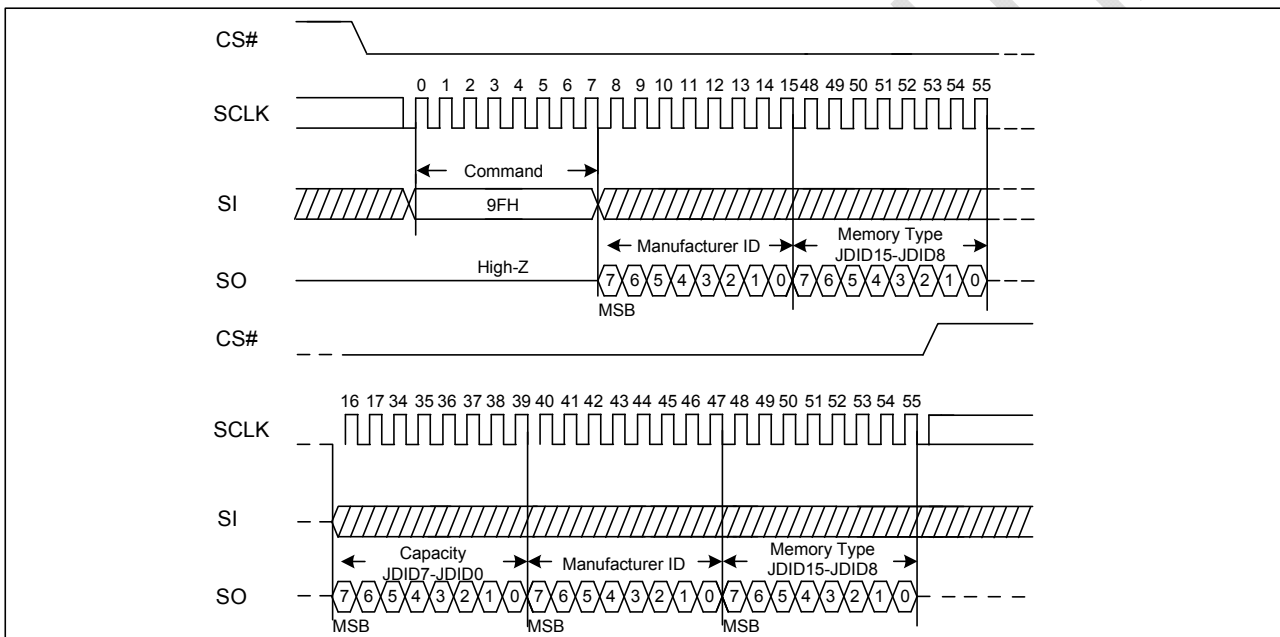 CS#
0 1 2 3 4 5 6 7 8 9 10 11 12 13 14 15 48 49 50 51 52 53 54 55
SCLK
Command
SI
9FH
Manufacturer ID
Memory Type
JDID15-JDID8
High-Z
SO
7 6 5 4 3 2 1 0 7 6 5 4 3 2 1 0
MSB
CS#
16 17 34 35 36 37 38 39 40 41 42 43 44 45 46 47 48 49 50 51 52 53 54 55
SCLK
SI
Capacity
JDID7-JDID0
Manufacturer ID
Memory Type
JDID15-JDID8
SO
7 6 5 4 3 2 1 0 7 6 5 4 3 2 1 0 7 6 5 4 3 2 1 0
MSB MSB MSB